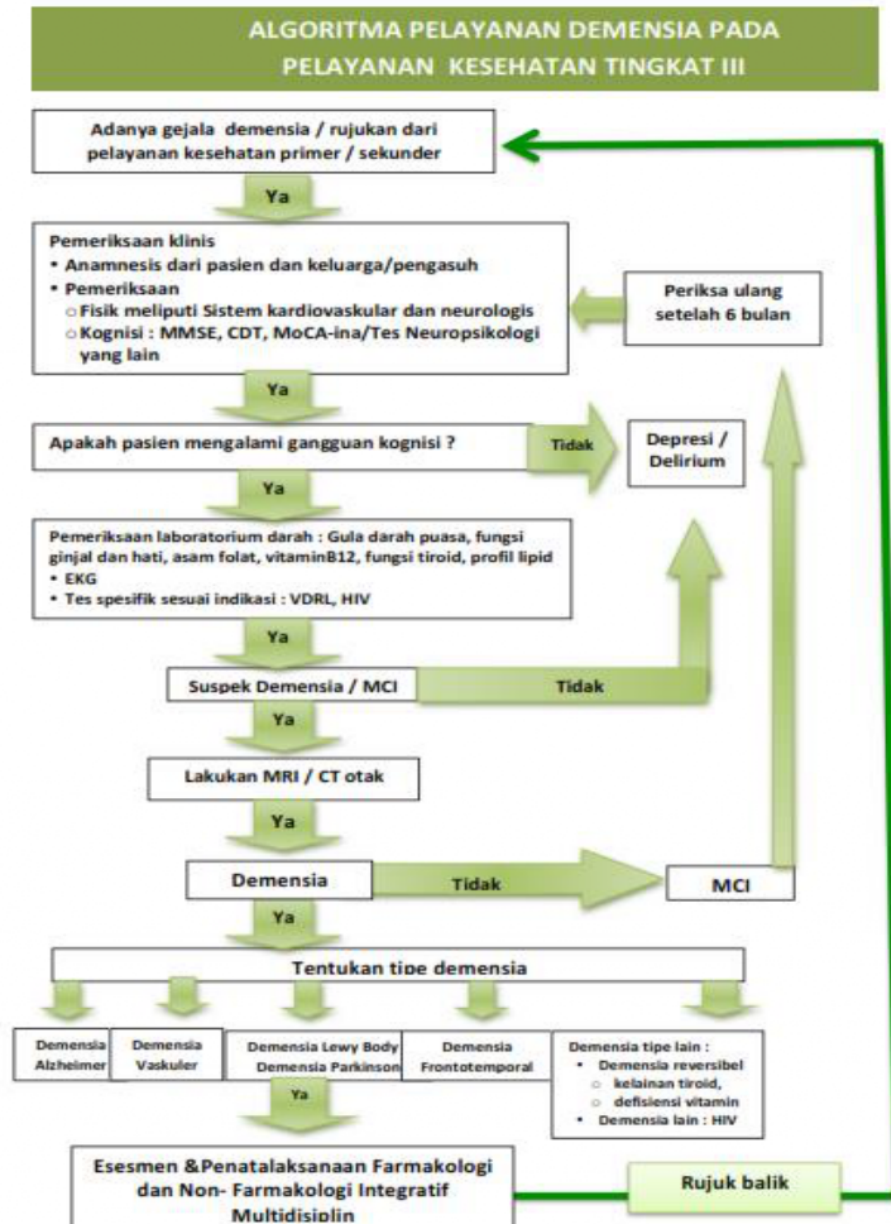 ALGORITMA PELAYANAN DEMENSIA PADA
PELAYANAN KESEHATAN TINGKAT III
Adanya gejala demensia / rujukan dari
pelayanan kesehatan primer / sekunder
Ya
Pemeriksaan klinis
• Anamnesis dari pasien dan keluarga/pengasuh
• Pemeriksaan
o Fisik meliputi Sistem kardiovaskular dan neurologis
o Kognisi : MMSE, CDT, MoCA-ina/Tes Neuropsikologi
yang lain
Periksa ulang
setelah 6 bulan
Ya
Apakah pasien mengalami gangguan kognisi ?
Tidak
Depresi /
Delirium
Ya
Pemeriksaan laboratorium darah : Gula darah puasa, fungsi
ginjal dan hati, asam folat, vitaminB12, fungsi tiroid, profil lipid
• EKG
• Tes spesifik sesuai indikasi : VDRL, HIV
Ya
Suspek Demensia / MCI
Tidak
Ya
Lakukan MRI / CT otak
Ya
Demensia
Tidak
MCI
Ya
Tentukan tipe demensia
Demensia
Alzheimer
Demensia
Vaskuler
Demensia Lewy Body
Demensia Parkinson
Demensia
Frontotemporal
Demensia tipe lain :
• Demensia reversibel
o kelainan tiroid,
o defisiensi vitamin
• Demensia lain : HIV
Ya
Esesmen &Penatalaksanaan Farmakologi
dan Non- Farmakologi Integratif
Multidisiplin
Rujuk balik